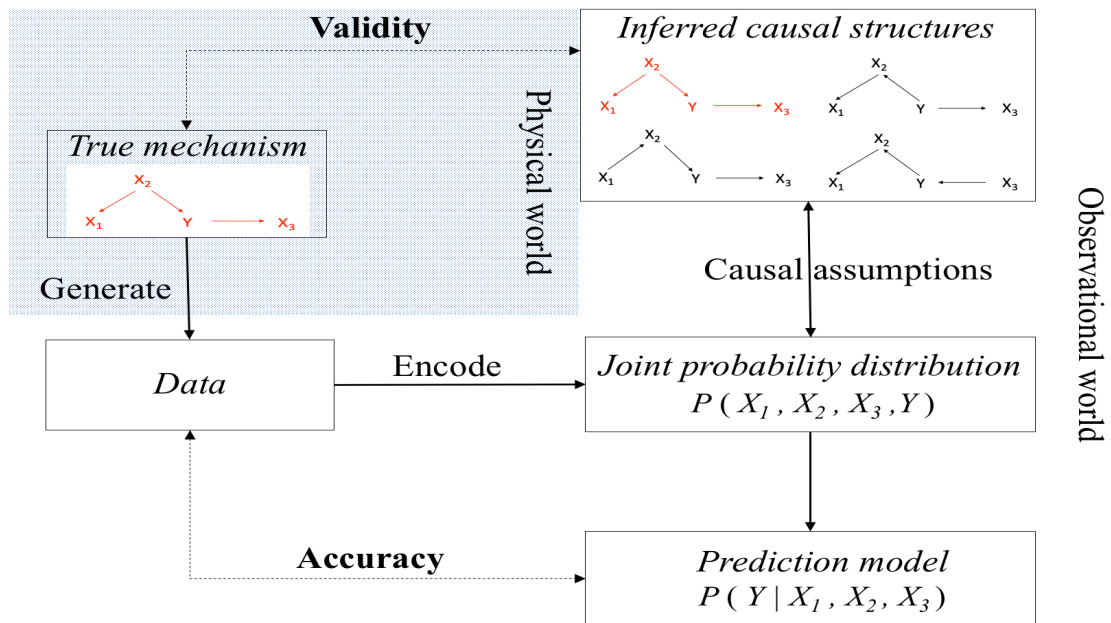 Validity
Inferred causal structures
X₂
X₁ Y X₃
X₂
X₁ Y X₃
X₂
X₁ Y X₃
X₂
X₁ Y X₃
Physical world
True mechanism
X₂
X₁ Y X₃
Observational world
Generate
Causal assumptions
Data
Encode
Joint probability distribution
P ( X₁ , X₂ , X₃ ,Y )
Accuracy
Prediction model
P ( Y | X₁ , X₂ , X₃ )